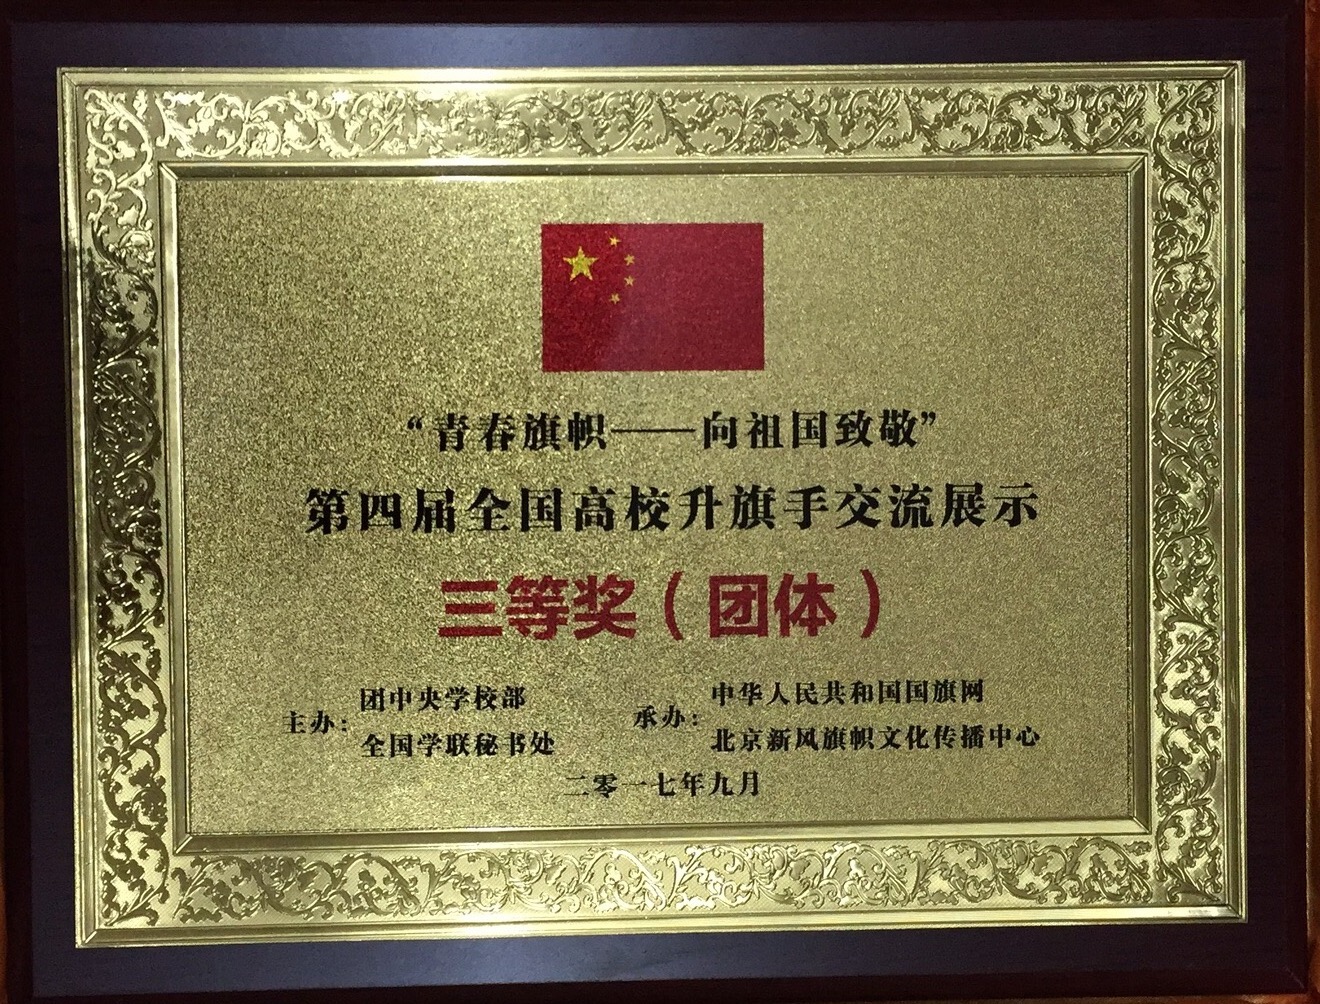 “青春旗帜——向祖国致敬”
第四届全国高校升旗手交流展示
三等奖（团体）
主办：
团中央学校部
全国学联秘书处
承办：
中华人民共和国国旗网
北京新风旗帜文化传播中心
二零一七年九月